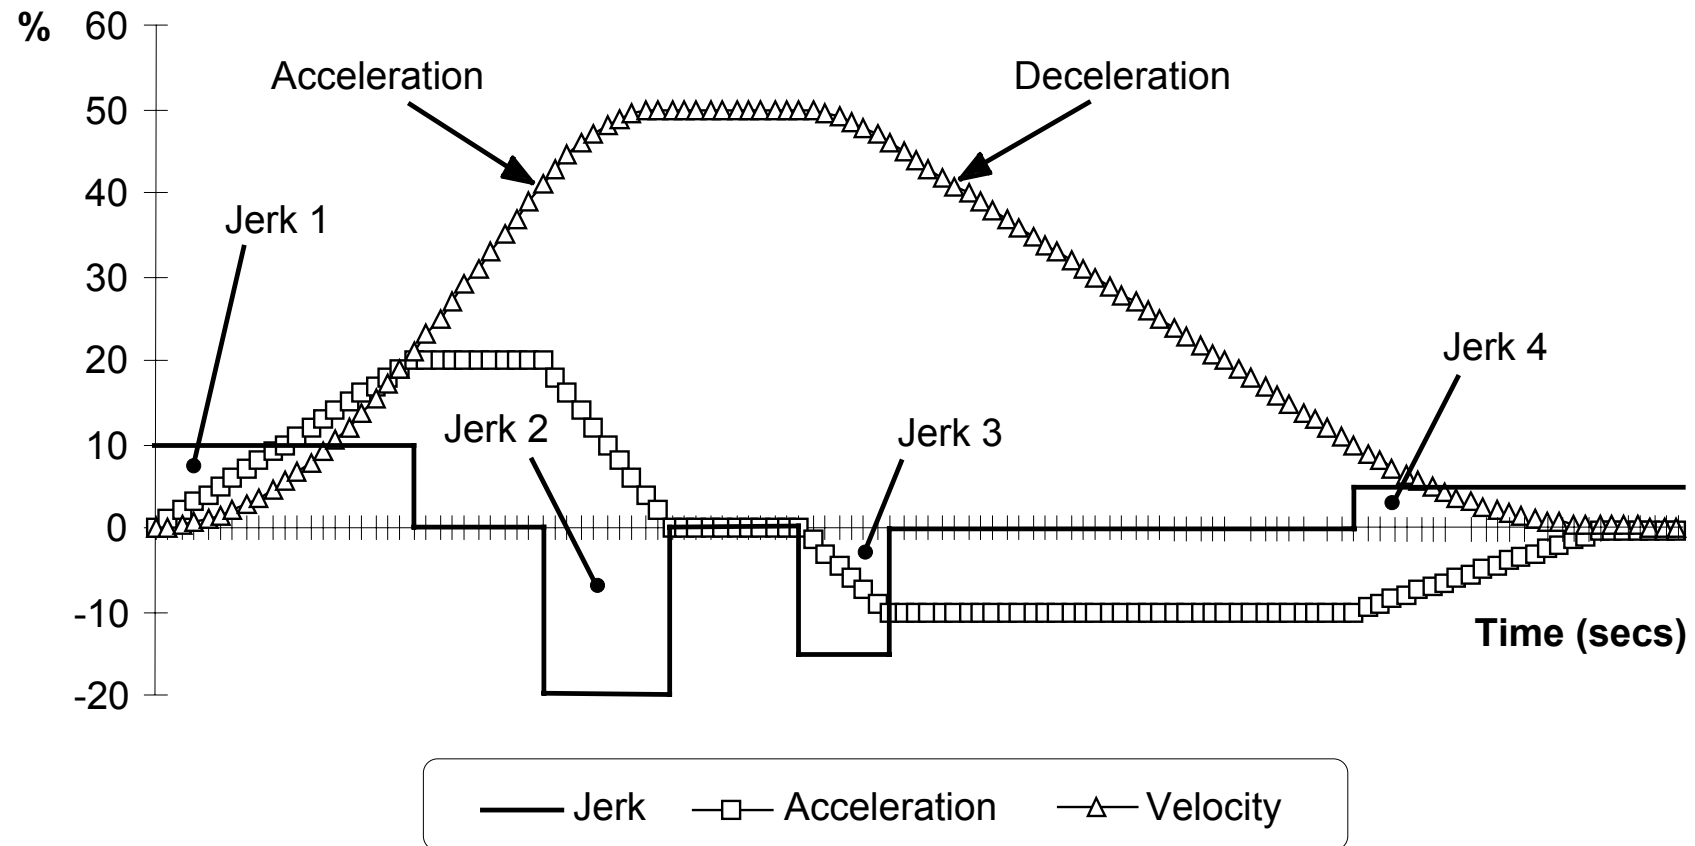 % 60
Acceleration Deceleration
50
40
Jerk 1
30
20
Jerk 4
10
Jerk 2 Jerk 3
0
-10
Time (secs)
-20
Jerk Acceleration Velocity